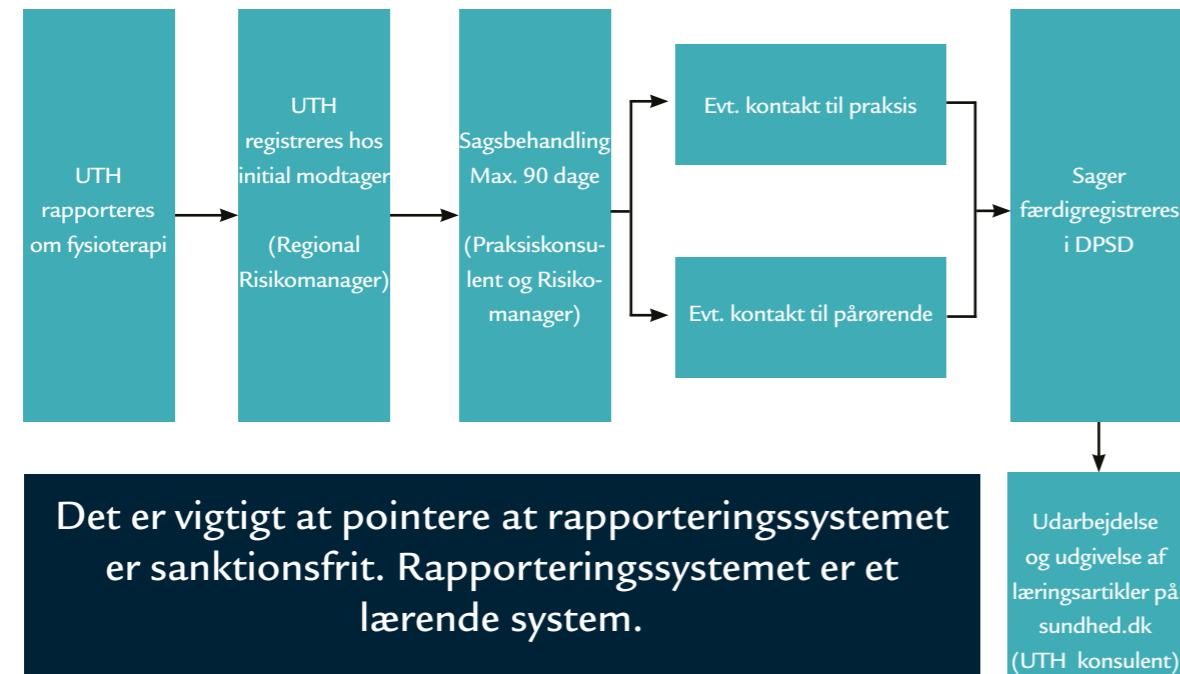 UTH
rapporteres
om fysioterapi
UTH
registreres hos
initial modtager
(Regional
Risikomanager)
Sagsbehandling
Max. 90 dage
(Praksiskonsu-
lent og Risiko-
manager)
Evt. kontakt til praksis
Evt. kontakt til pårørende
Sager
færdigregistreres
i DPSD
Det er vigtigt at pointere at rapporteringssystemet
er sanktionsfrit. Rapporteringssystemet er et
lærende system.
Udarbejdelse
og udgivelse af
læringsartikler på
sundhed.dk
(UTH konsulent)